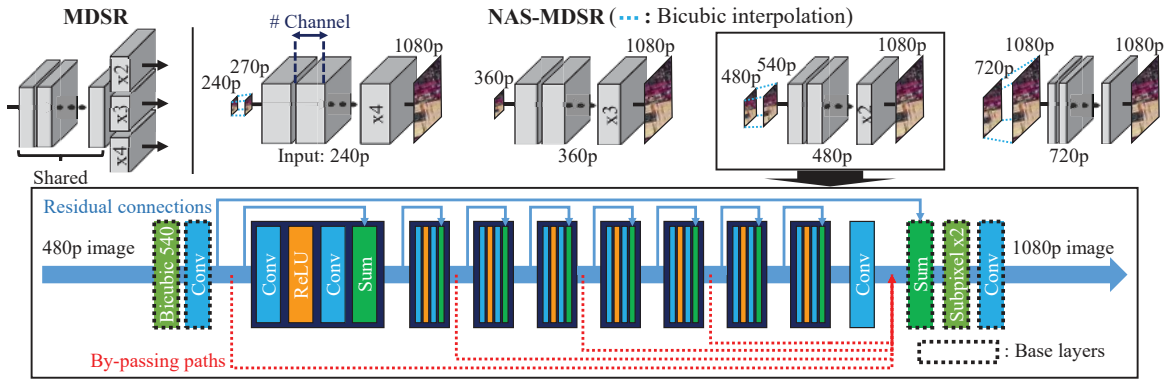 MDSR
NAS-MDSR ( : Bicubic interpolation)
# Channel
x2
x3
x4
Shared
240p
270p
x4
1080p
Input: 240p
360p
x3
1080p
360p
480p
540p
x2
1080p
480p
720p
1080p
1080p
720p
Residual connections
480p image
Bicubic 540
Conv
Conv
ReLU
Conv
Sum
Conv
Sum
Subpixel x2
Conv
1080p image
By-passing paths
: Base layers